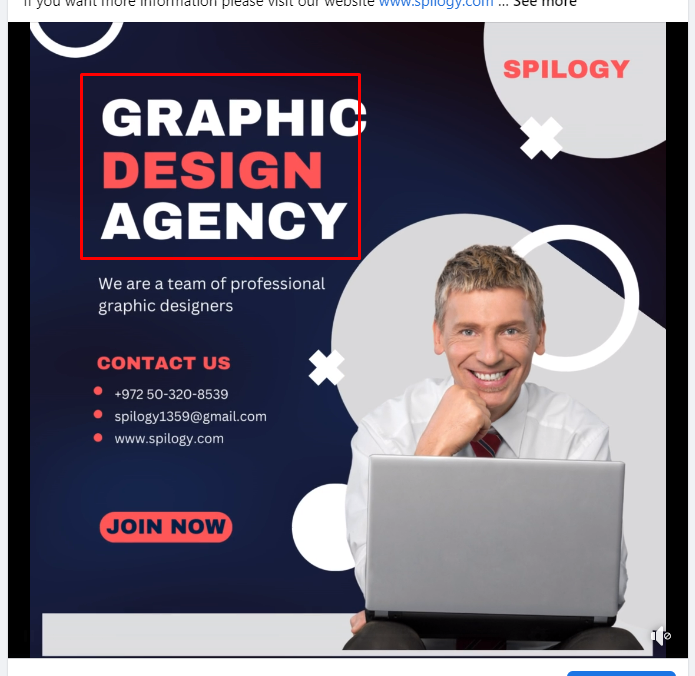 If you want more information please visit our website www.spilogy.com ... See more
SPILOGY
GRAPHIC
DESIGN
AGENCY
We are a team of professional
graphic designers
CONTACT US
+972 50-320-8539
spilogy1359@gmail.com
www.spilogy.com
JOIN NOW